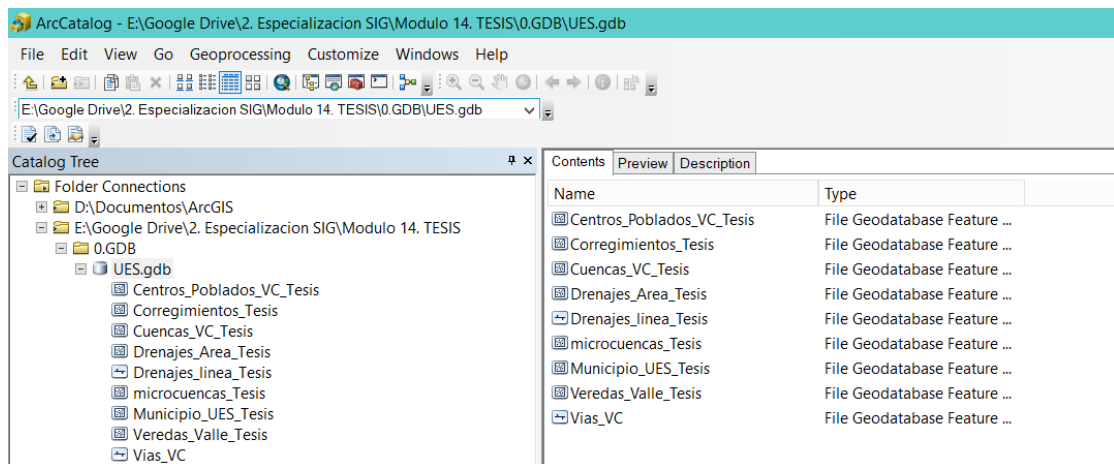 ArcCatalog - E:\Google Drive\2. Especializacion SIG\Modulo 14. TESIS\0.GDB\UES.gdb
File Edit View Go Geoprocessing Customize Windows Help
E:\Google Drive\2. Especializacion SIG\Modulo 14. TESIS\0.GDB\UES.gdb
Catalog Tree
Folder Connections
D:\Documentos\ArcGIS
E:\Google Drive\2. Especializacion SIG\Modulo 14. TESIS
0.GDB
UES.gdb
Centros_Poblados_VC_Tesis
Corregimientos_Tesis
Cuencas_VC_Tesis
Drenajes_Area_Tesis
Drenajes_linea_Tesis
microcuencas_Tesis
Municipio_UES_Tesis
Veredas_Valle_Tesis
Vias_VC
Contents Preview Description
Name Type
Centros_Poblados_VC_Tesis File Geodatabase Feature ...
Corregimientos_Tesis File Geodatabase Feature ...
Cuencas_VC_Tesis File Geodatabase Feature ...
Drenajes_Area_Tesis File Geodatabase Feature ...
Drenajes_linea_Tesis File Geodatabase Feature ...
microcuencas_Tesis File Geodatabase Feature ...
Municipio_UES_Tesis File Geodatabase Feature ...
Veredas_Valle_Tesis File Geodatabase Feature ...
Vias_VC File Geodatabase Feature ...